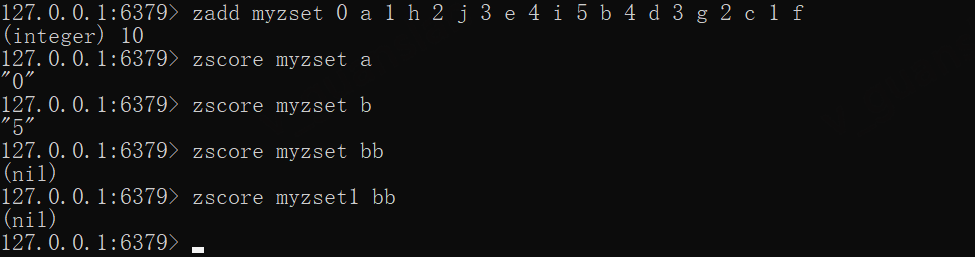 127.0.0.1:6379> zadd myzset 0 a 1 h 2 j 3 e 4 i 5 b 4 d 3 g 2 c 1 f
(integer) 10
127.0.0.1:6379> zscore myzset a
"0"
127.0.0.1:6379> zscore myzset b
"5"
127.0.0.1:6379> zscore myzset bb
(nil)
127.0.0.1:6379> zscore myzset1 bb
(nil)
127.0.0.1:6379>